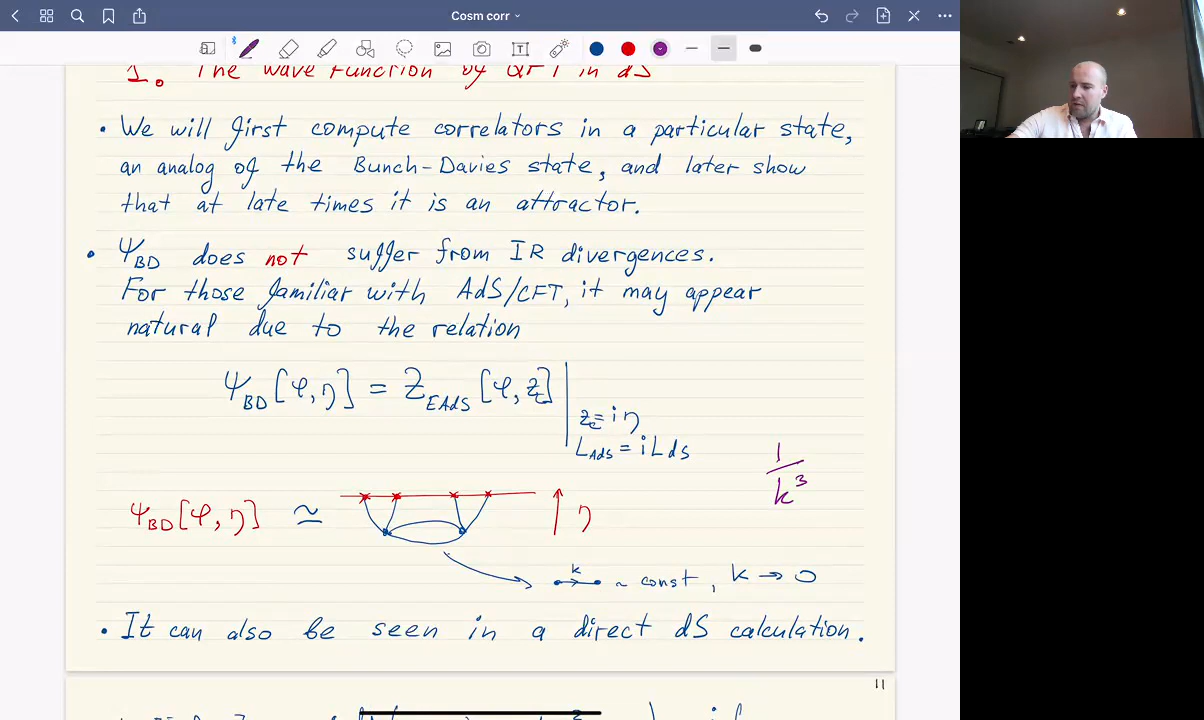 Cosm corr
1. The wave function of QFT in dS
• We will first compute correlators in a particular state,
an analog of the Bunch-Davies state, and later show
that at late times it is an attractor.
• Ψ_BD does not suffer from IR divergences.
For those familiar with AdS/CFT, it may appear
natural due to the relation
Ψ_BD[φ,η] = Z_EAdS[φ,z_c] |
z_c = iη
L_AdS = i L_dS
1/k³
Ψ_BD[φ,η] ≃ η
k ~ const, k → 0
• It can also be seen in a direct dS calculation.
11